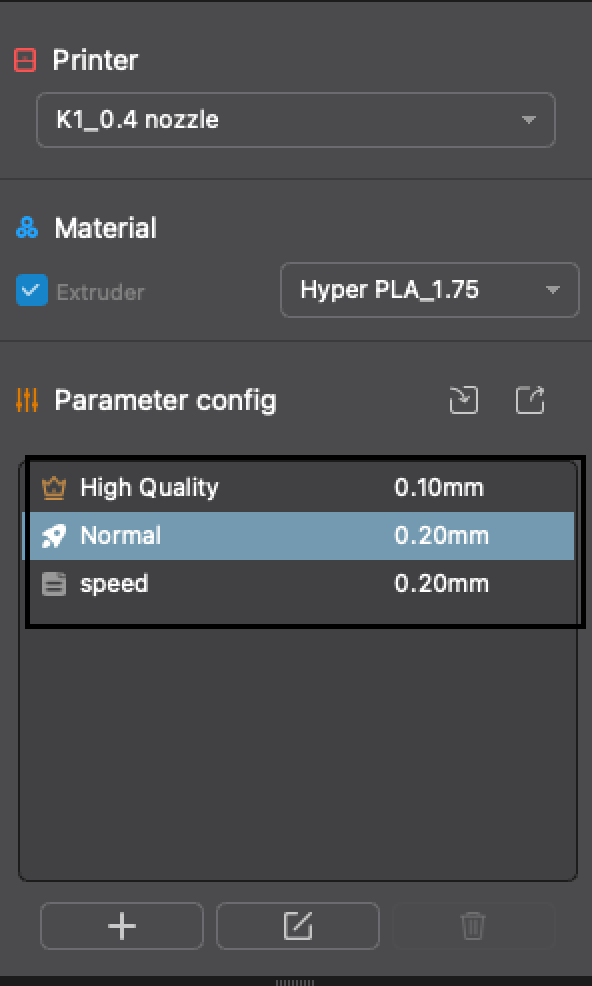 Printer
K1_0.4 nozzle
Material
Extruder
Hyper PLA_1.75
Parameter config
High Quality 0.10mm
Normal 0.20mm
speed 0.20mm